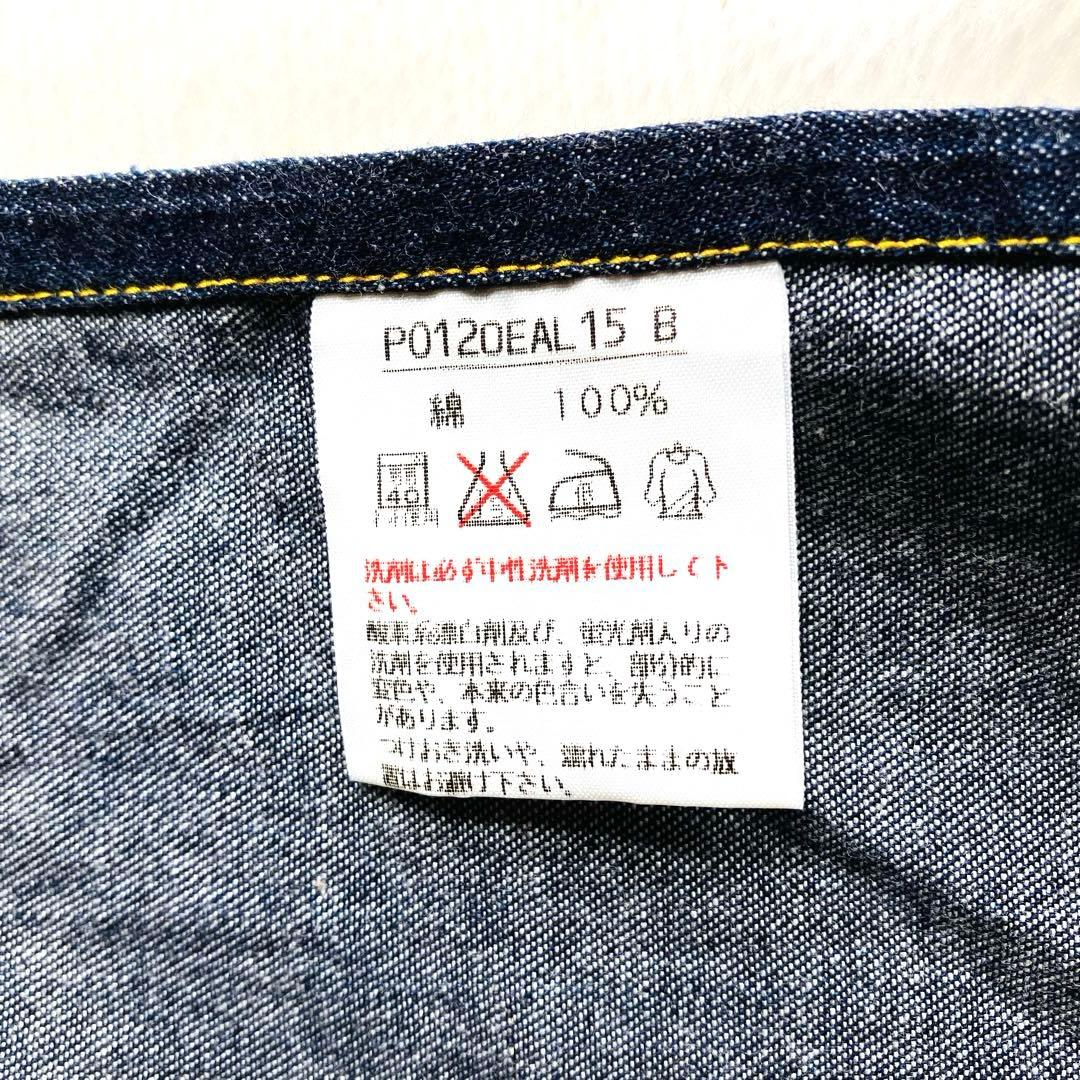 P0120EAL15 B
綿 100%
40
洗剤は必ず中性洗剤を使用して下
さい。
酸素系漂白剤及び、蛍光剤入りの
洗剤を使用されますと、部分的に
変色や、本来の色合いを失うこと
があります。
つけおき洗いや、濡れたままの放
置はお避け下さい。